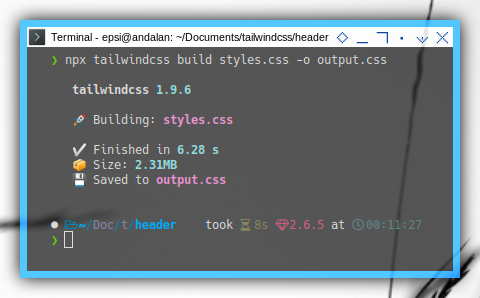 Terminal - epsi@andalan: ~/Documents/tailwindcss/header
❯ npx tailwindcss build styles.css -o output.css
tailwindcss 1.9.6
🚀 Building: styles.css
✔ Finished in 6.28 s
📦 Size: 2.31MB
💾 Saved to output.css
~/Doc/t/header took 8s 2.6.5 at 00:11:27
❯